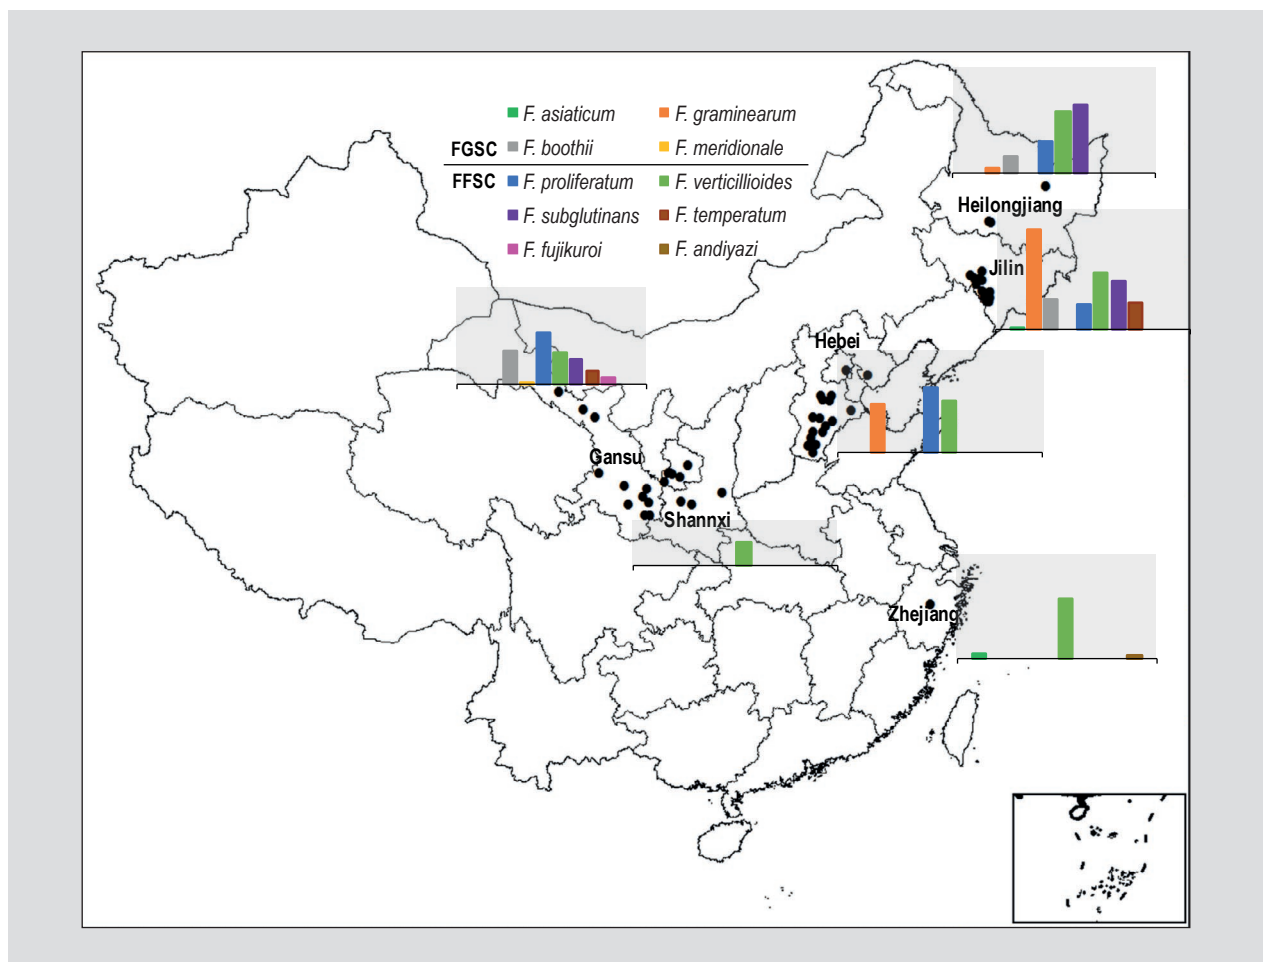 F. asiaticum F. graminearum
FGSC F. boothii F. meridionale
FFSC F. proliferatum F. verticillioides
F. subglutinans F. temperatum
F. fujikuroi F. andiyazi
Heilongjiang
Jilin
Hebei
Gansu
Shannxi
Zhejiang